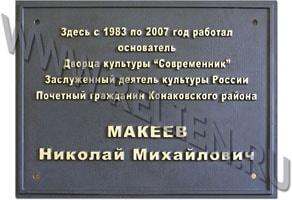 Здесь с 1983 по 2007 год работал
основатель
Дворца культуры "Современник"
Заслуженный деятель культуры России
Почетный гражданин Конаковского района
МАКЕЕВ
Николай Михайлович